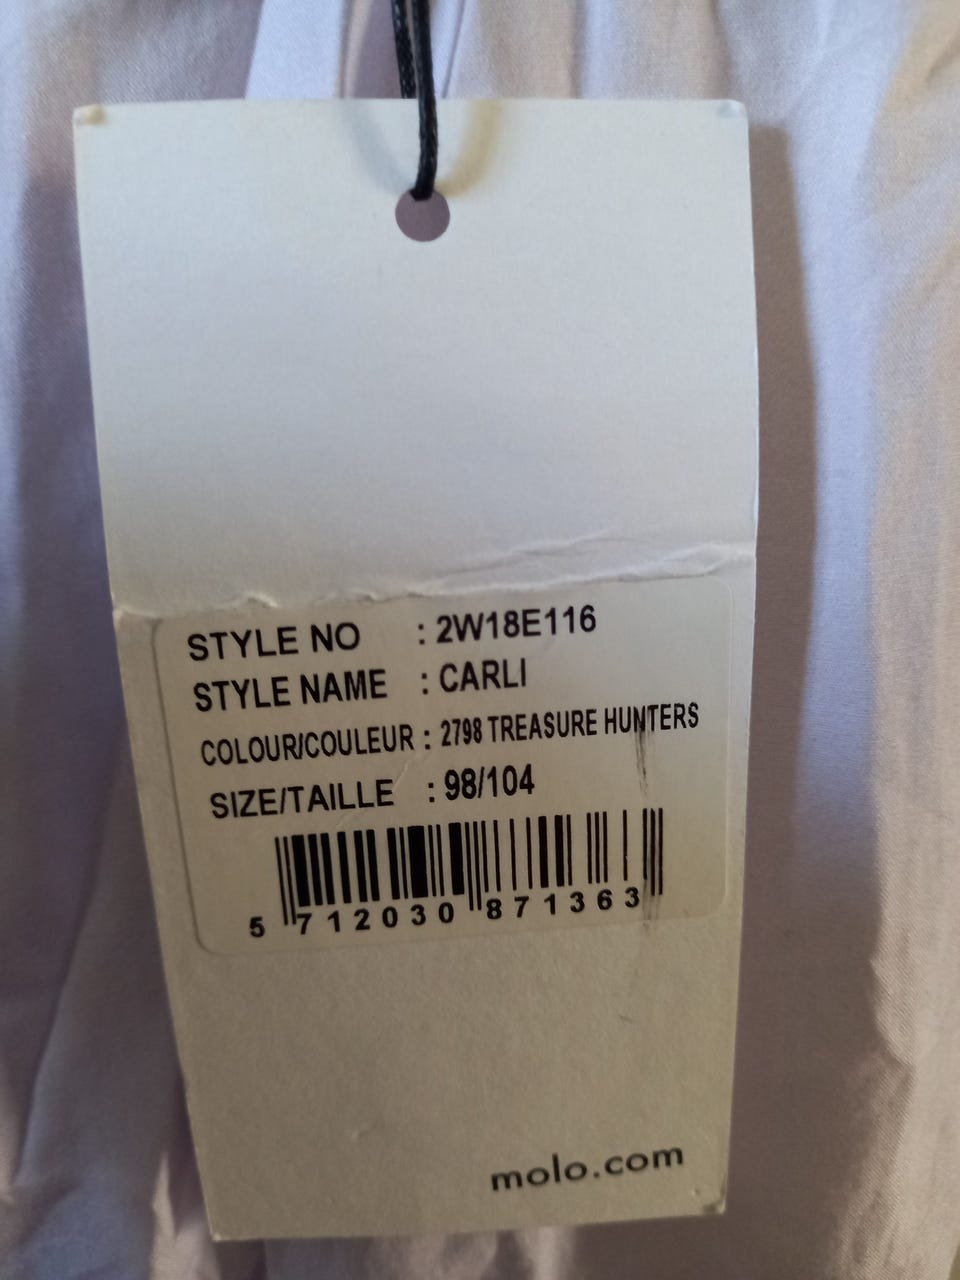 STYLE NO : 2W18E116
STYLE NAME : CARLI
COLOUR/COULEUR : 2798 TREASURE HUNTERS
SIZE/TAILLE : 98/104
5 712030 871363
molo.com